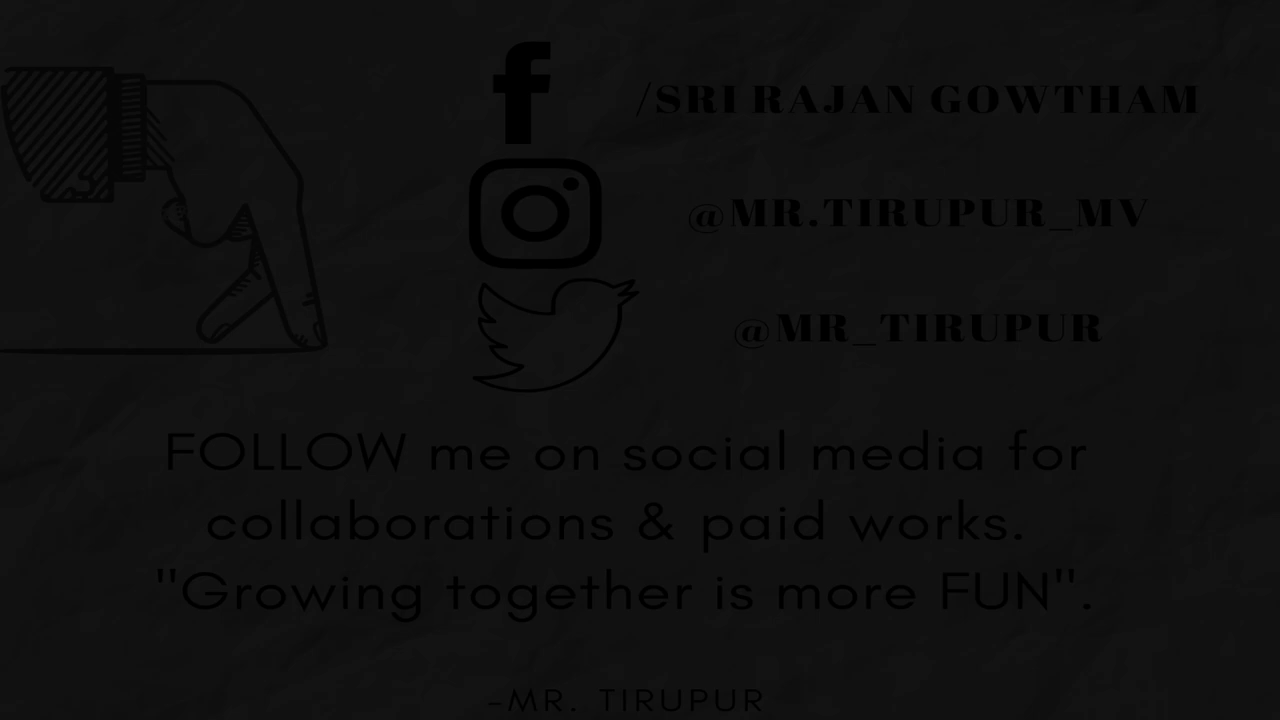 /SRI RAJAN GOWTHAM
@MR.TIRUPUR_MV
@MR_TIRUPUR
FOLLOW me on social media for
collaborations & paid works.
"Growing together is more FUN".
-MR. TIRUPUR